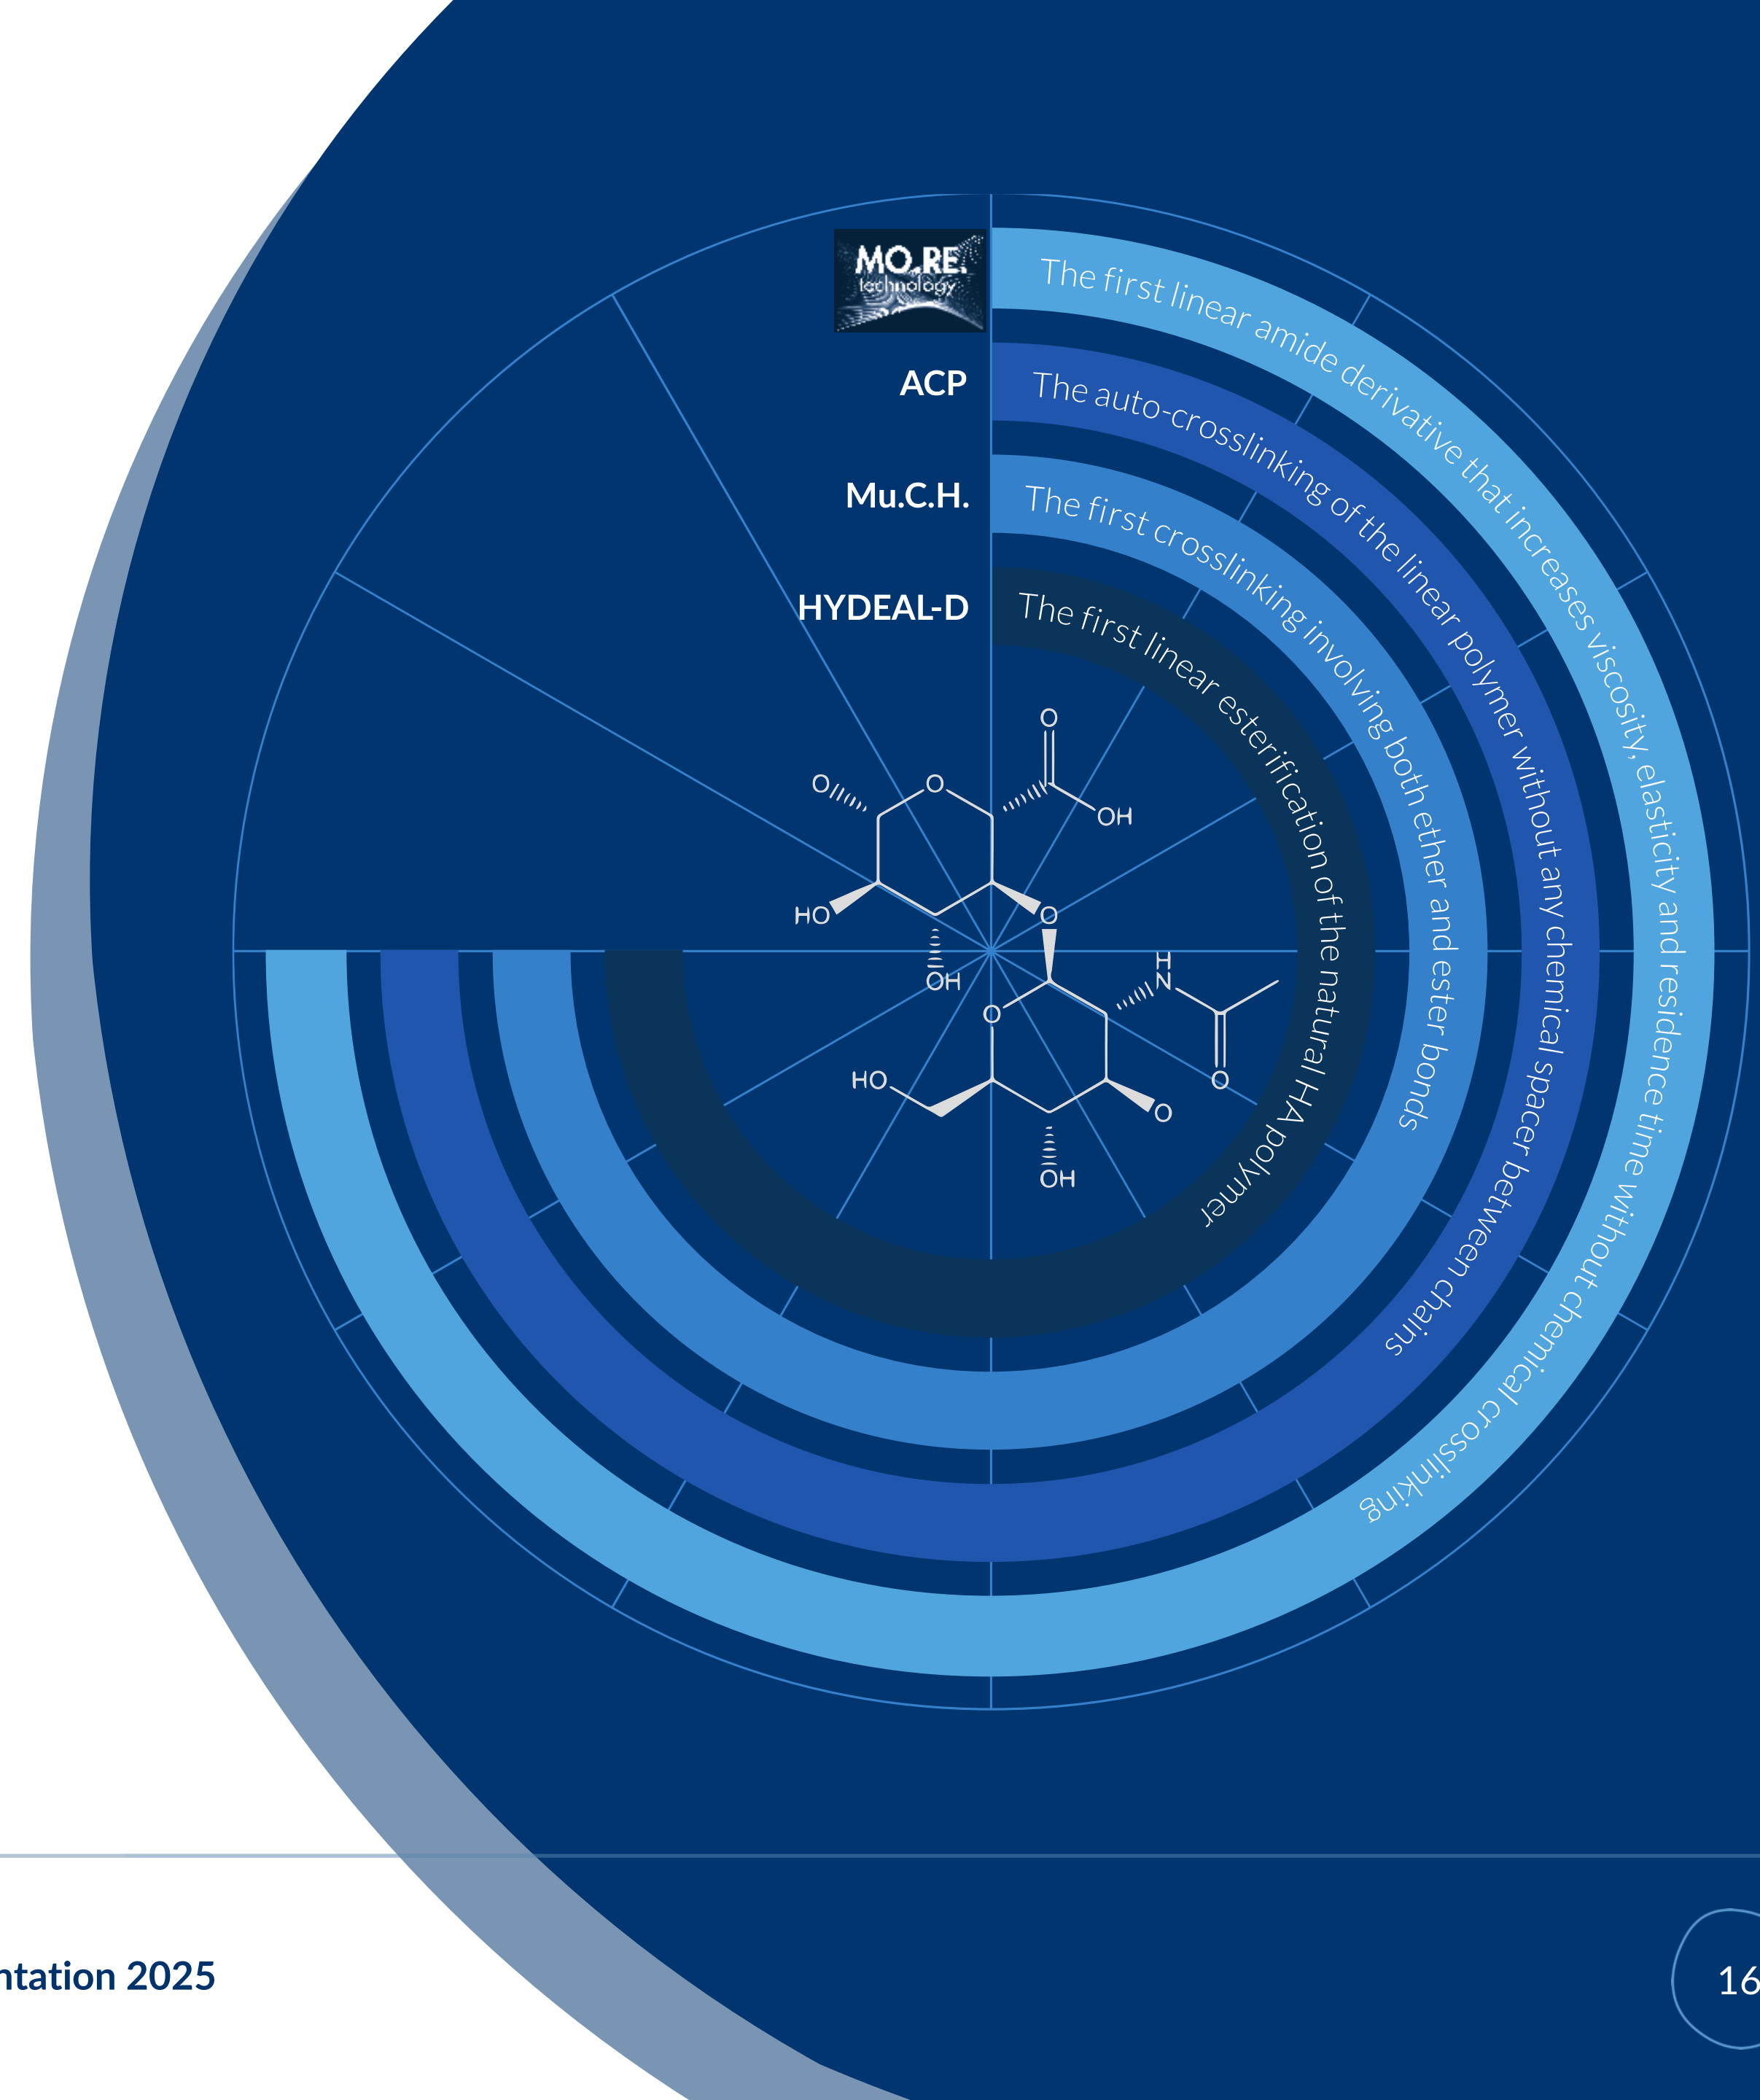 MO.RE.
technology
The first linear amide derivative that increases viscosity, elasticity and residence time without chemical crosslinking
ACP
The auto-crosslinking of the linear polymer without any chemical spacer between chains
Mu.C.H.
The first crosslinking involving both ether and ester bonds
HYDEAL-D
The first linear esterification of the natural HA polymer
O
O
O
OH
HO
O
OH
H
N
O
HO
O
O
OH
ntation 2025
16